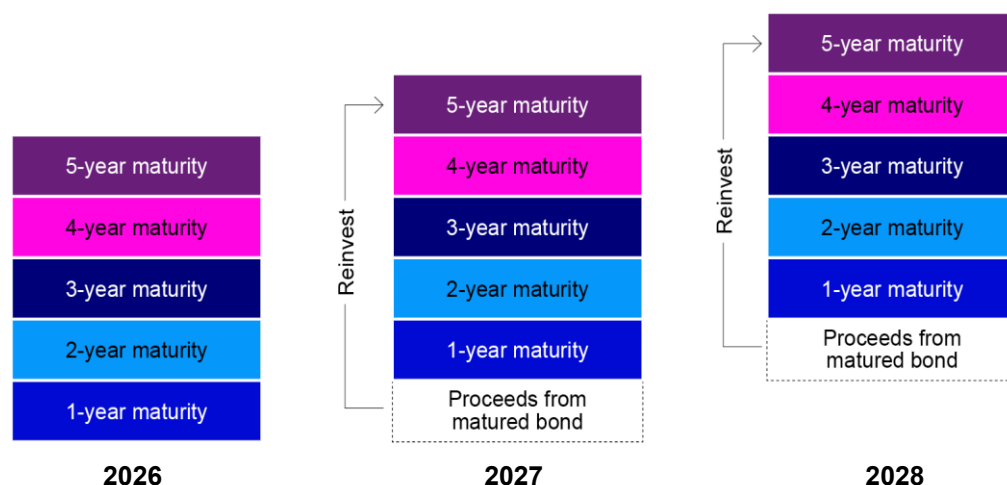 5-year maturity
4-year maturity
3-year maturity
2-year maturity
1-year maturity
2026
Reinvest
5-year maturity
4-year maturity
3-year maturity
2-year maturity
1-year maturity
Proceeds from
matured bond
2027
Reinvest
5-year maturity
4-year maturity
3-year maturity
2-year maturity
1-year maturity
Proceeds from
matured bond
2028